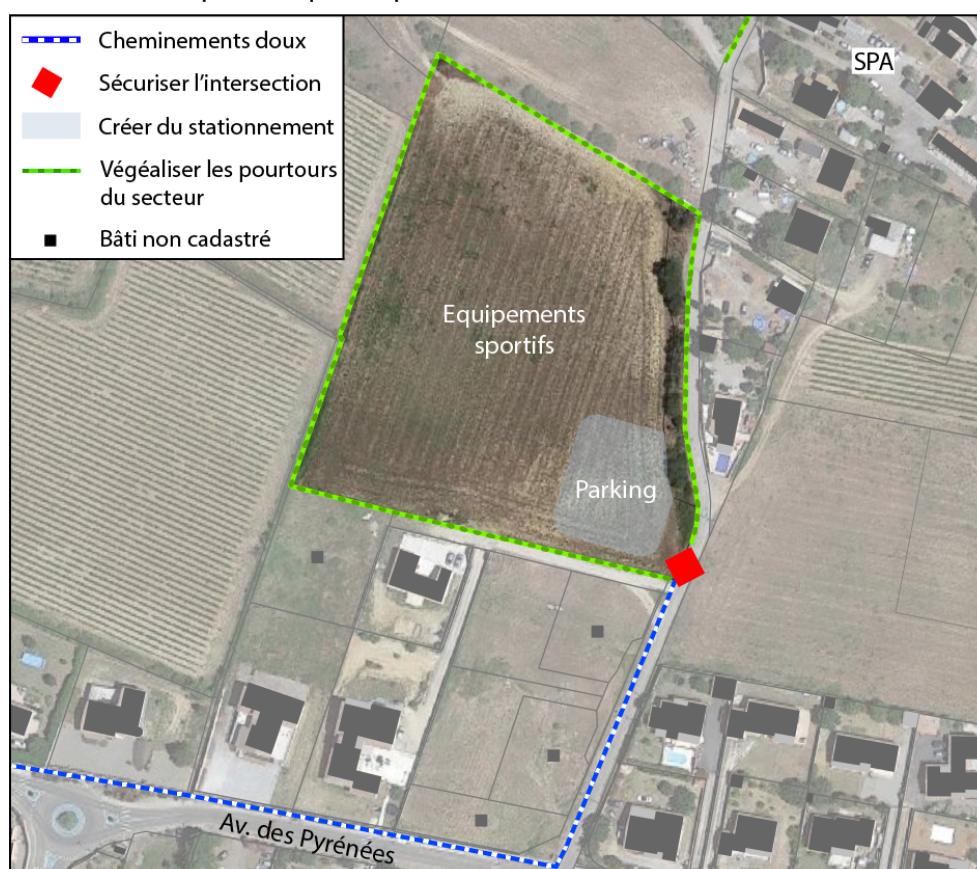 Cheminements doux
Sécuriser l'intersection
Créer du stationnement
Végéaliser les pourtours
du secteur
Bâti non cadastré
SPA
Equipements
sportifs
Parking
Av. des Pyrénées